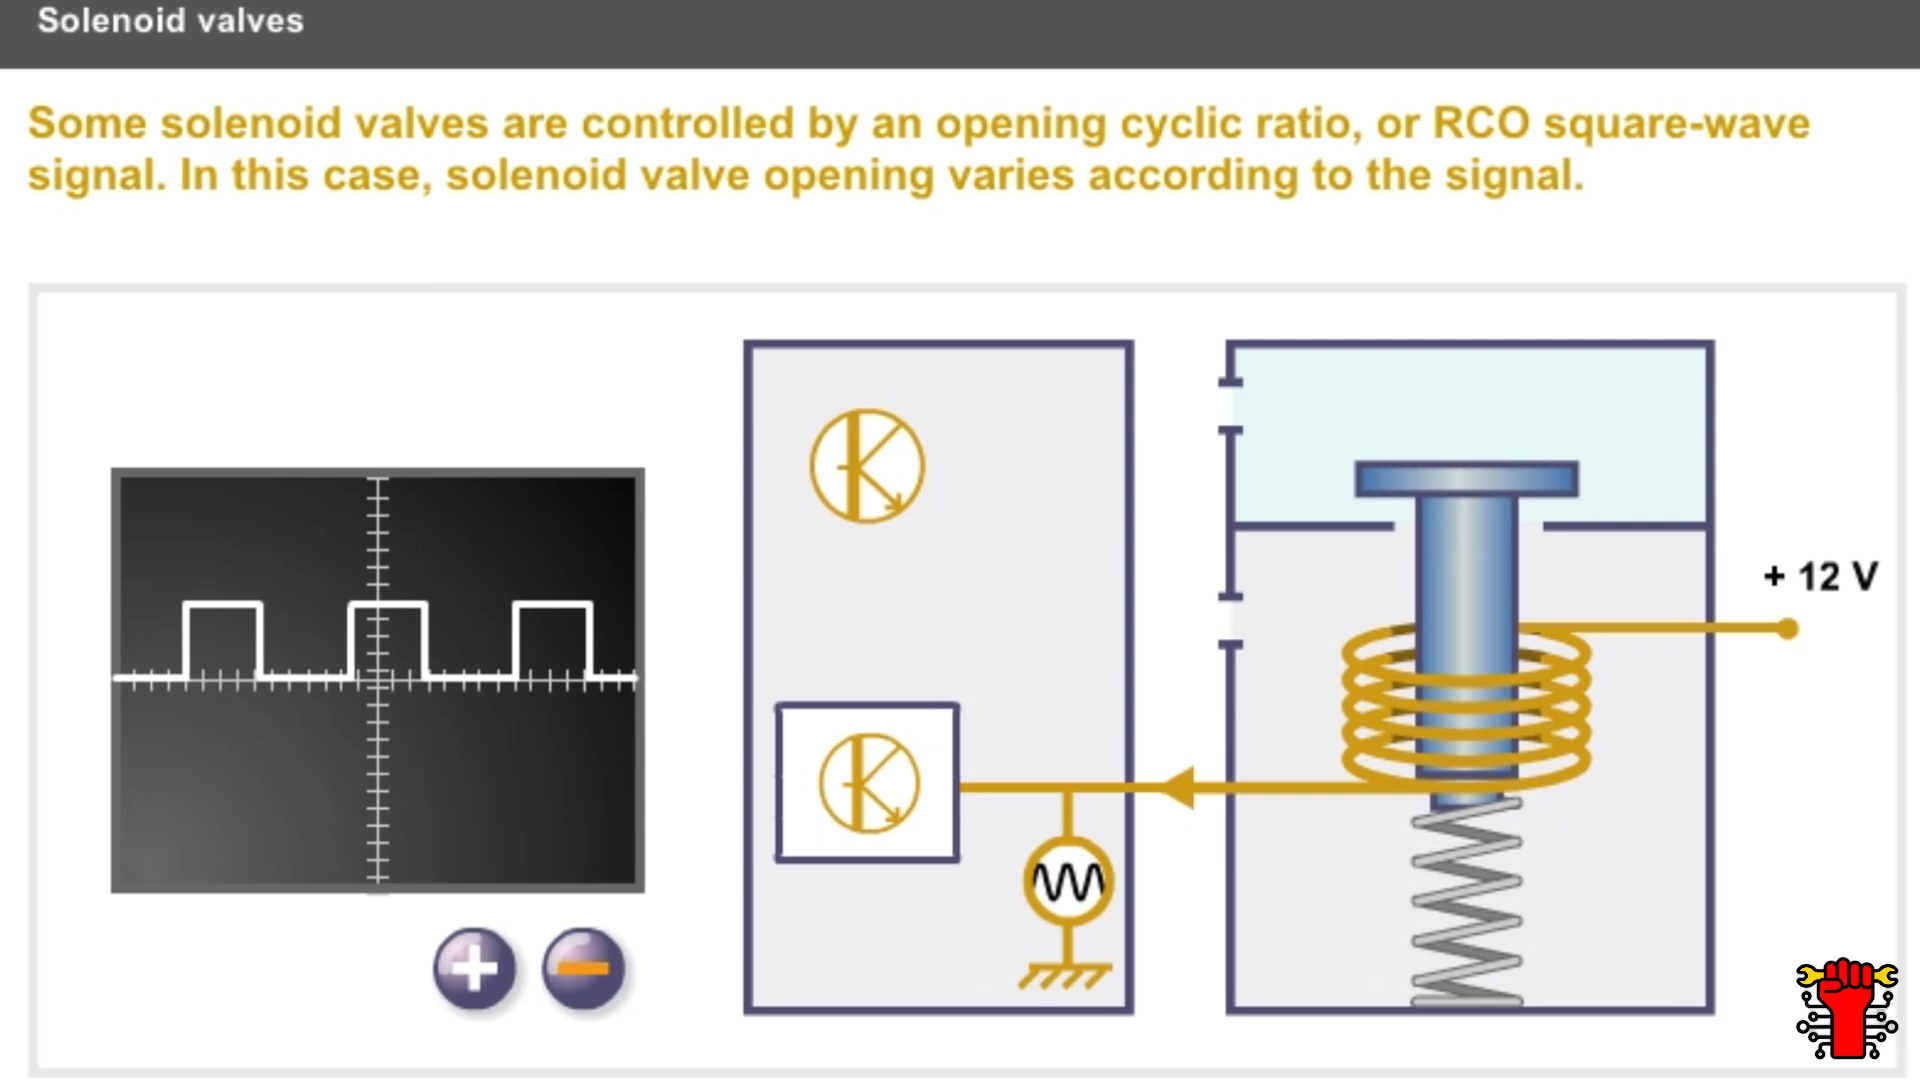 Solenoid valves
Some solenoid valves are controlled by an opening cyclic ratio, or RCO square-wave
signal. In this case, solenoid valve opening varies according to the signal.
+ 12 V